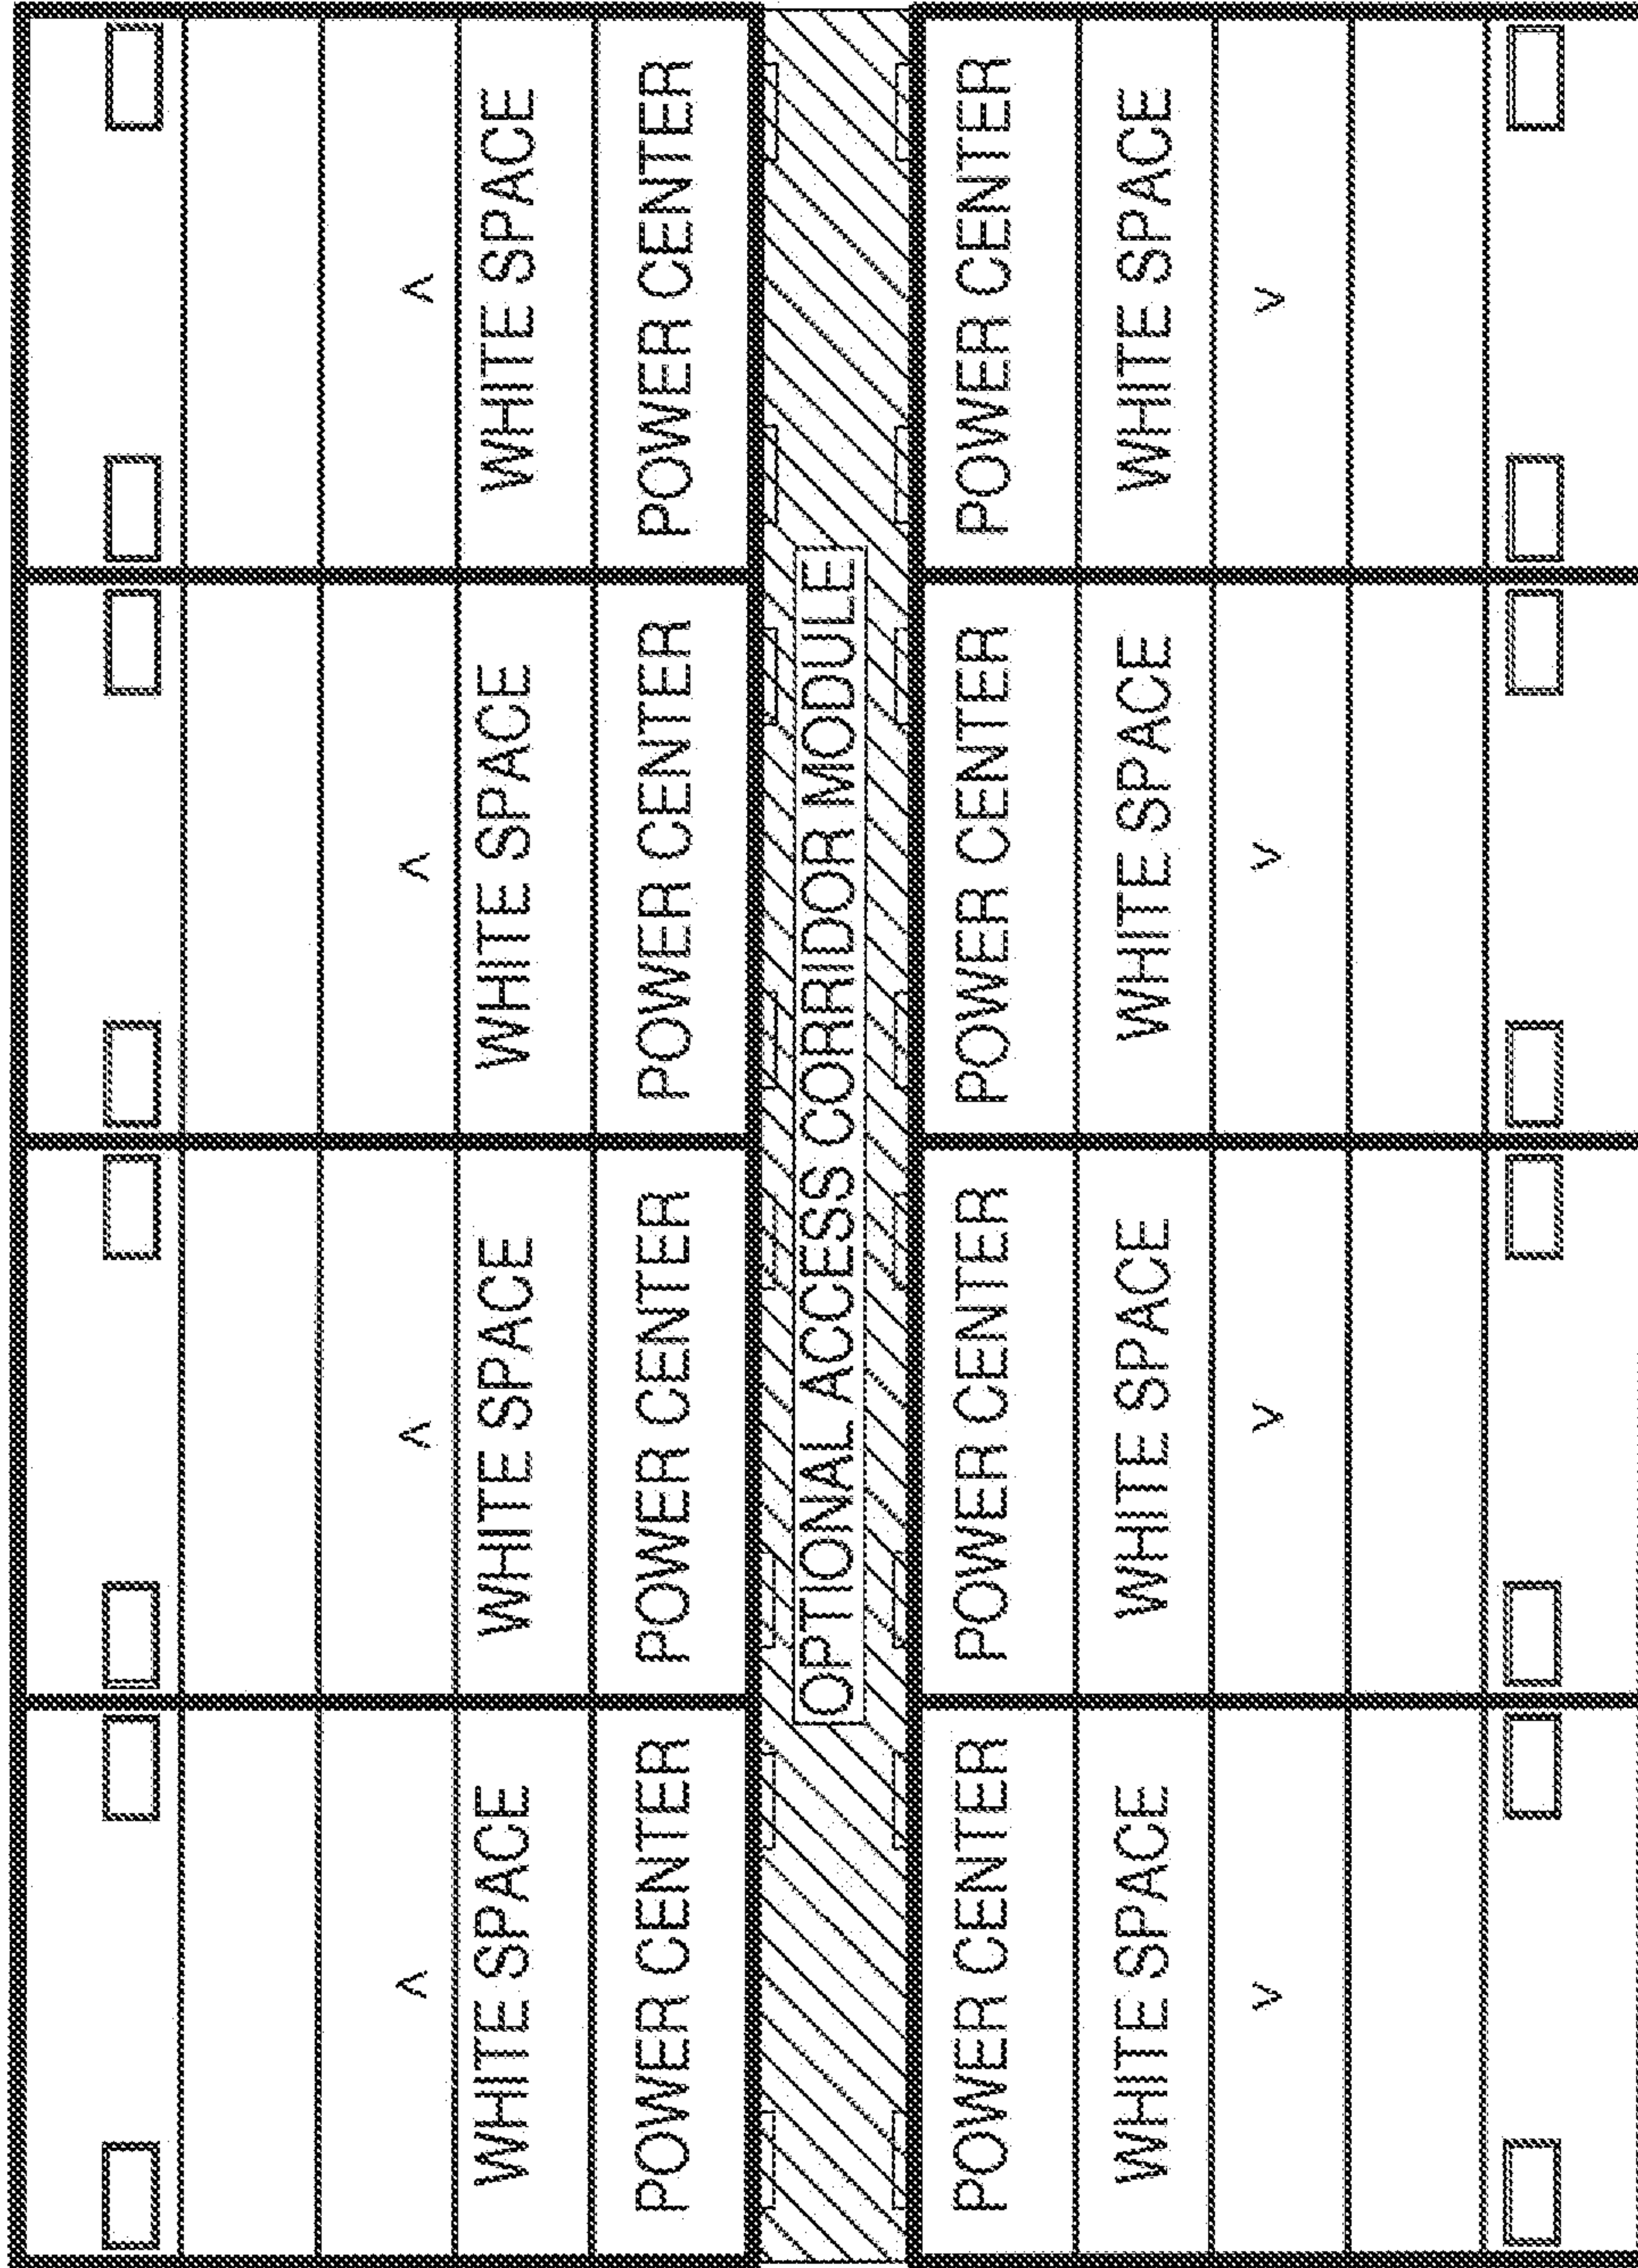 ^ ^ ^ ^
WHITE SPACE WHITE SPACE WHITE SPACE WHITE SPACE
POWER CENTER POWER CENTER POWER CENTER POWER CENTER
OPTIONAL ACCESS CORRIDOR MODULE
POWER CENTER POWER CENTER POWER CENTER POWER CENTER
WHITE SPACE WHITE SPACE WHITE SPACE WHITE SPACE
v v v v